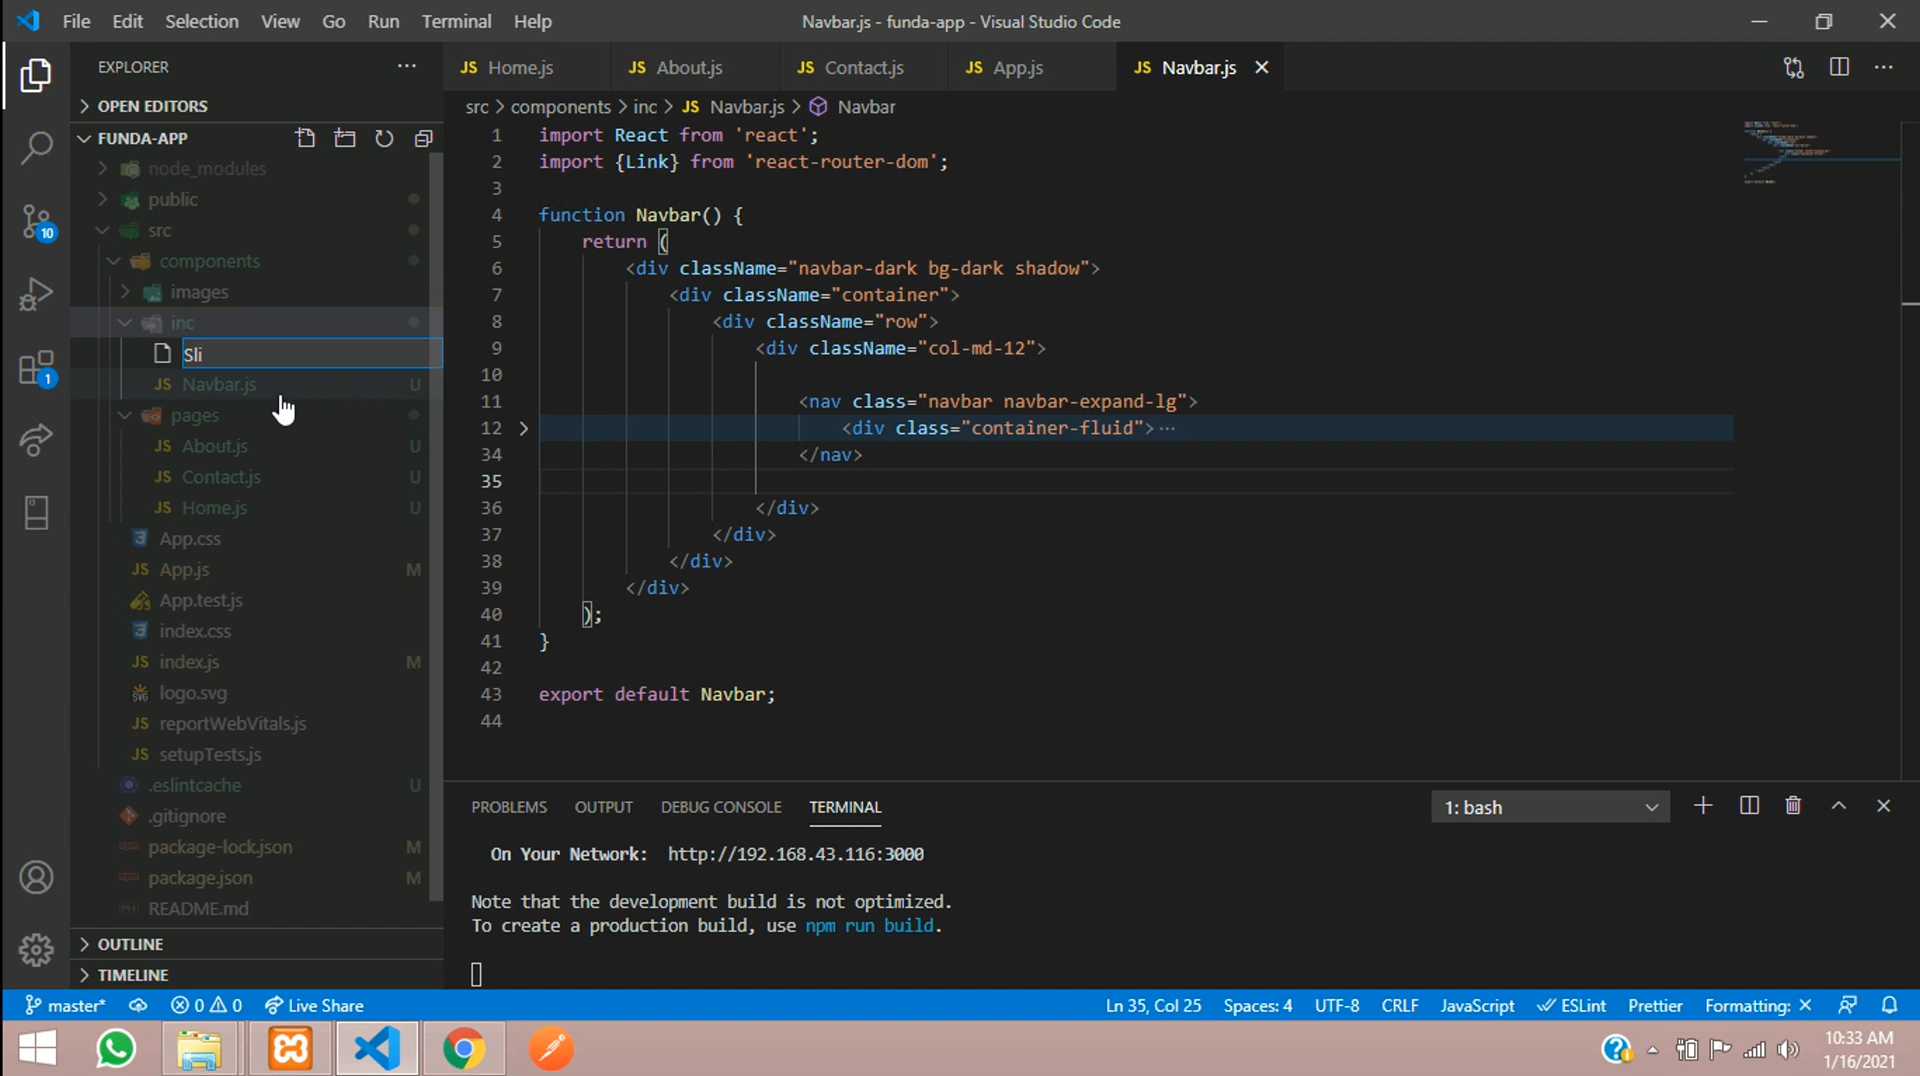 File Edit Selection View Go Run Terminal Help
Navbar.js - funda-app - Visual Studio Code
EXPLORER
OPEN EDITORS
FUNDA-APP
node_modules
public
src
components
images
inc
Sli
JS Navbar.js U
pages
JS About.js U
JS Contact.js U
JS Home.js U
App.css
JS App.js M
App.test.js
index.css
JS index.js M
logo.svg
JS reportWebVitals.js
JS setupTests.js
.eslintcache U
.gitignore
package-lock.json M
package.json M
README.md
OUTLINE
TIMELINE
10
1
JS Home.js JS About.js JS Contact.js JS App.js JS Navbar.js
src > components > inc > JS Navbar.js > Navbar
1 import React from 'react';
2 import {Link} from 'react-router-dom';
3
4 function Navbar() {
5 return (
6 <div className="navbar-dark bg-dark shadow">
7 <div className="container">
8 <div className="row">
9 <div className="col-md-12">
10
11 <nav class="navbar navbar-expand-lg">
12 <div class="container-fluid">···
34 </nav>
35
36 </div>
37 </div>
38 </div>
39 </div>
40 );
41 }
42
43 export default Navbar;
44
PROBLEMS OUTPUT DEBUG CONSOLE TERMINAL
1: bash
On Your Network: http://192.168.43.116:3000
Note that the development build is not optimized.
To create a production build, use npm run build.
master* 0 0 Live Share
Ln 35, Col 25 Spaces: 4 UTF-8 CRLF JavaScript ESLint Prettier Formatting: ×
10:33 AM
1/16/2021